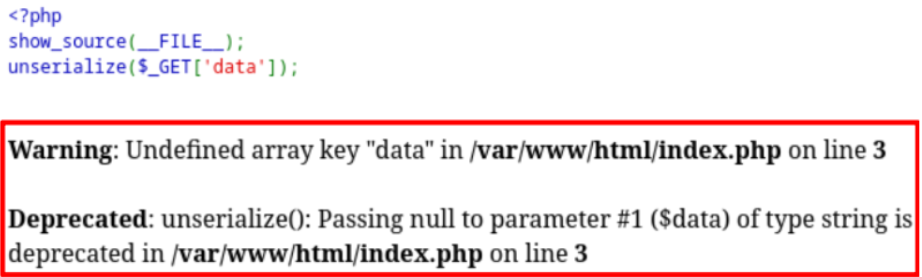 <?php
show_source(__FILE__);
unserialize($_GET['data']);
Warning: Undefined array key "data" in /var/www/html/index.php on line 3
Deprecated: unserialize(): Passing null to parameter #1 ($data) of type string is
deprecated in /var/www/html/index.php on line 3